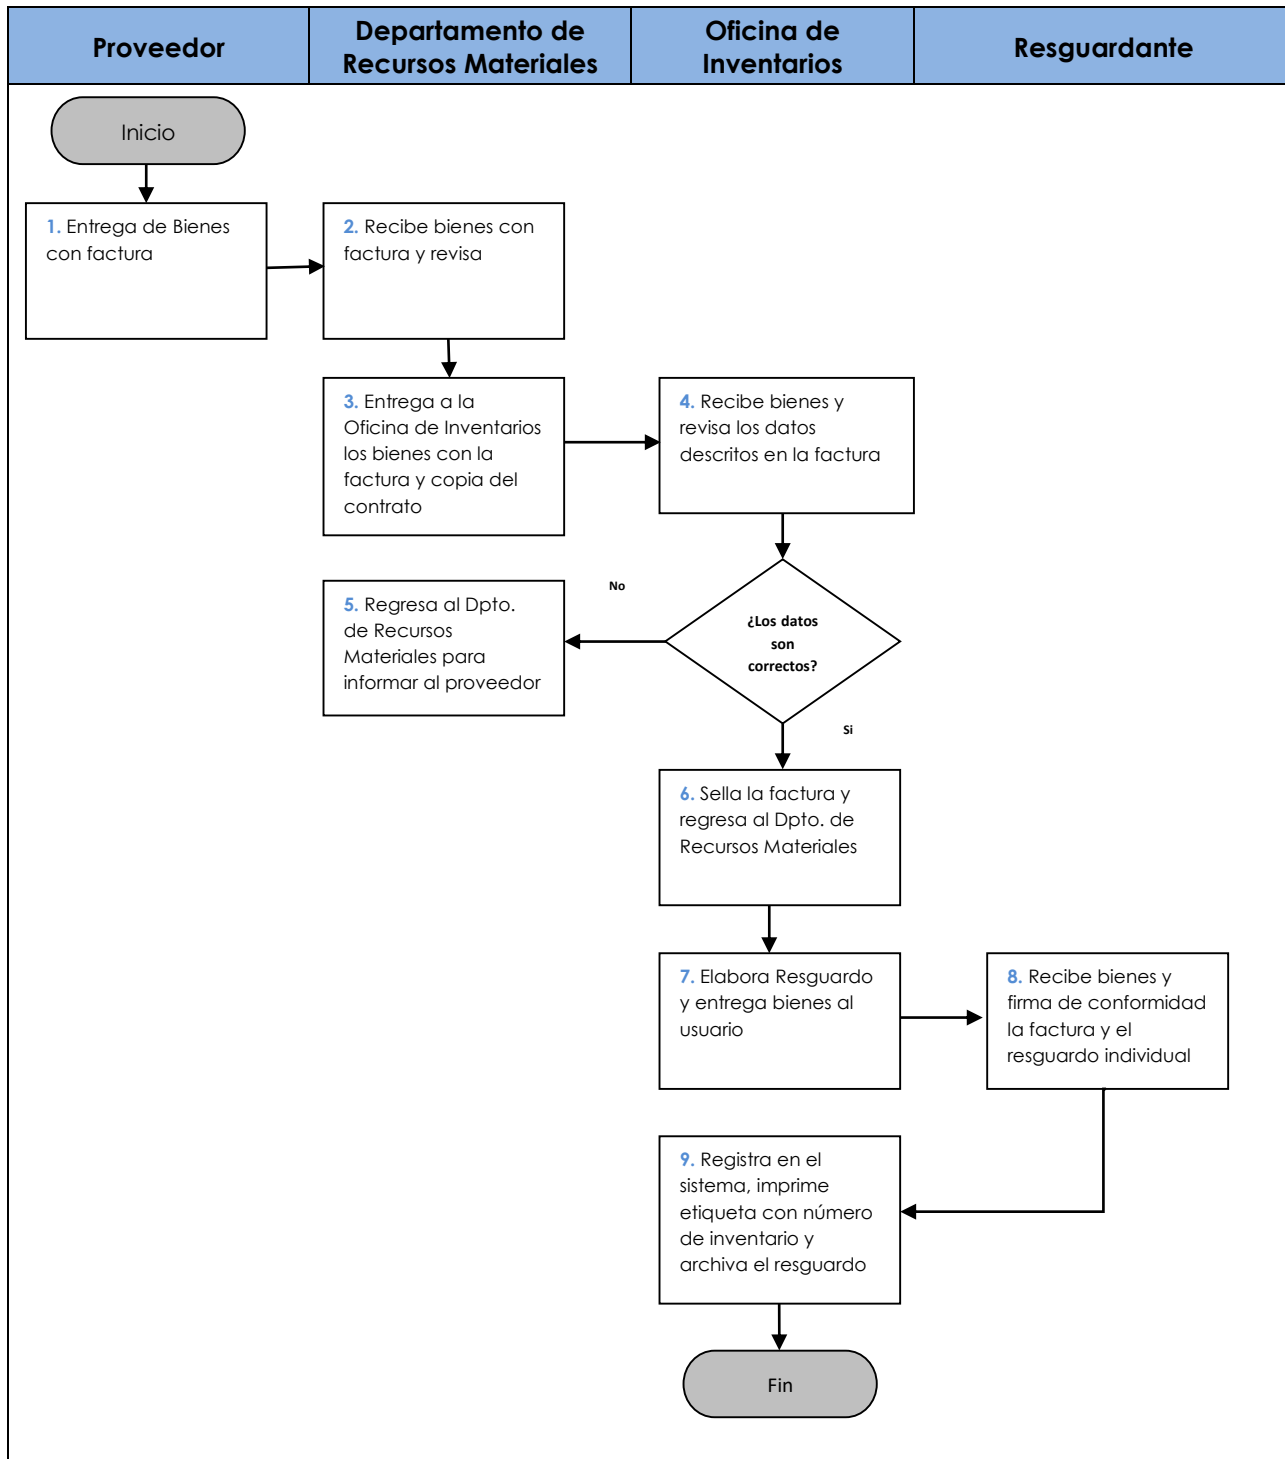 Proveedor
Departamento de
Recursos Materiales
Oficina de
Inventarios
Resguardante
Inicio
1. Entrega de Bienes
con factura
2. Recibe bienes con
factura y revisa
3. Entrega a la
Oficina de Inventarios
los bienes con la
factura y copia del
contrato
4. Recibe bienes y
revisa los datos
descritos en la factura
No
5. Regresa al Dpto.
de Recursos
Materiales para
informar al proveedor
¿Los datos
son
correctos?
Si
6. Sella la factura y
regresa al Dpto. de
Recursos Materiales
7. Elabora Resguardo
y entrega bienes al
usuario
8. Recibe bienes y
firma de conformidad
la factura y el
resguardo individual
9. Registra en el
sistema, imprime
etiqueta con número
de inventario y
archiva el resguardo
Fin